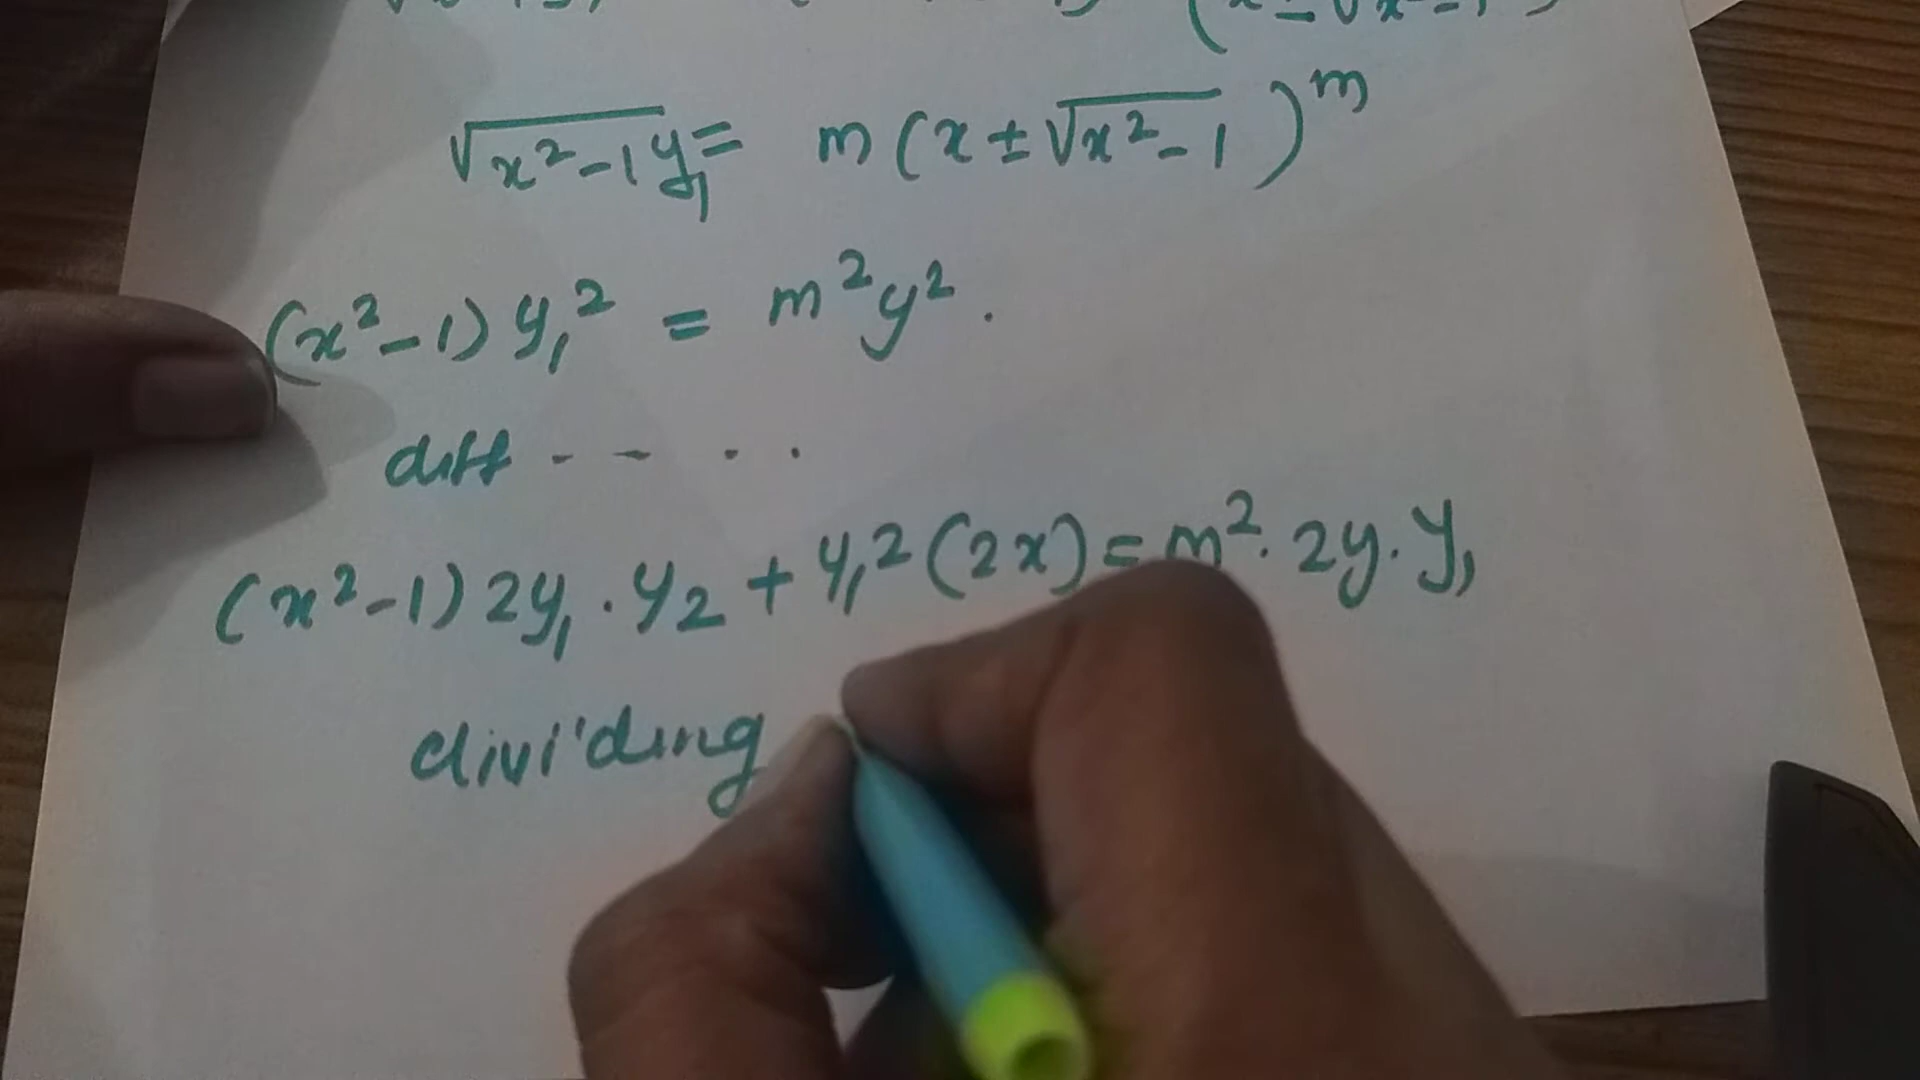 √x²-1 y₁ = m(x ± √x²-1)ᵐ
(x²-1) y₁² = m²y².
diff - - . .
(x²-1) 2y₁ . y₂ + y₁² (2x) = m². 2y. y₁
dividing